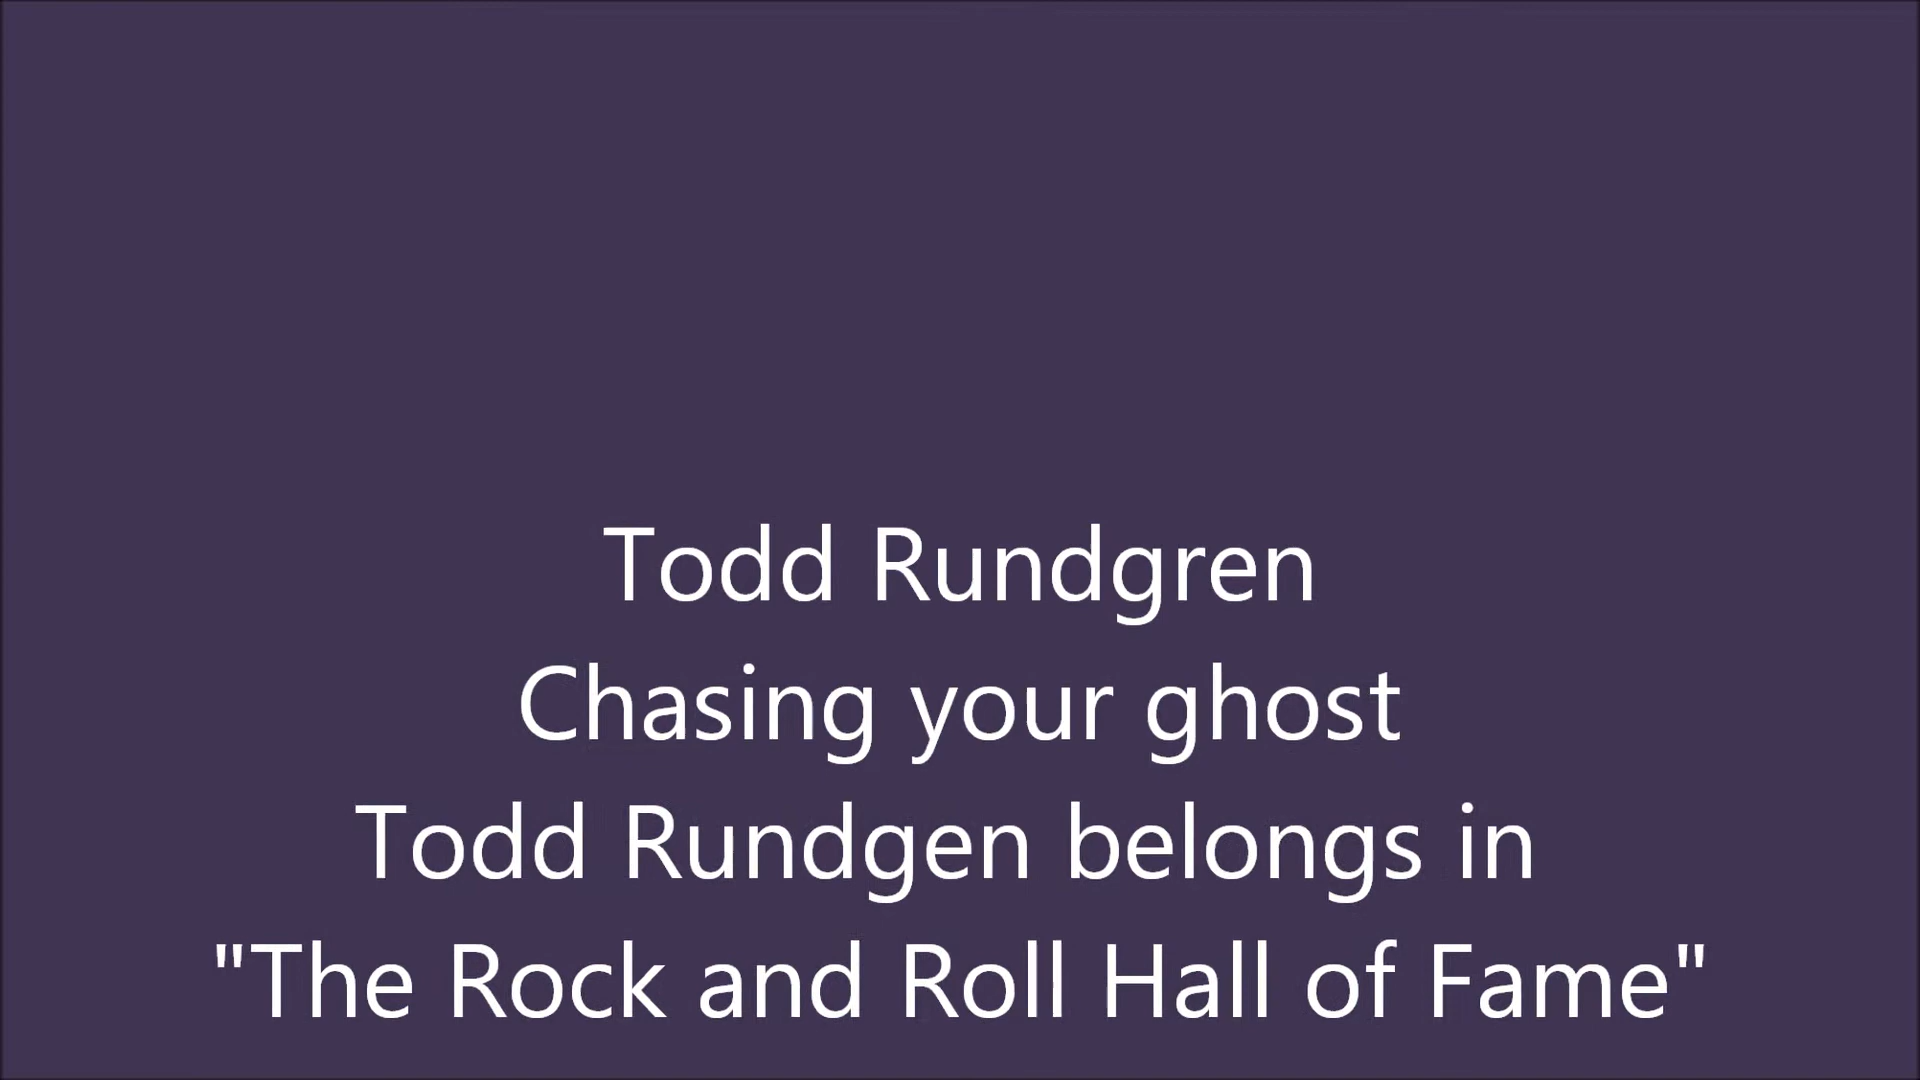 Todd Rundgren
Chasing your ghost
Todd Rundgen belongs in
"The Rock and Roll Hall of Fame"